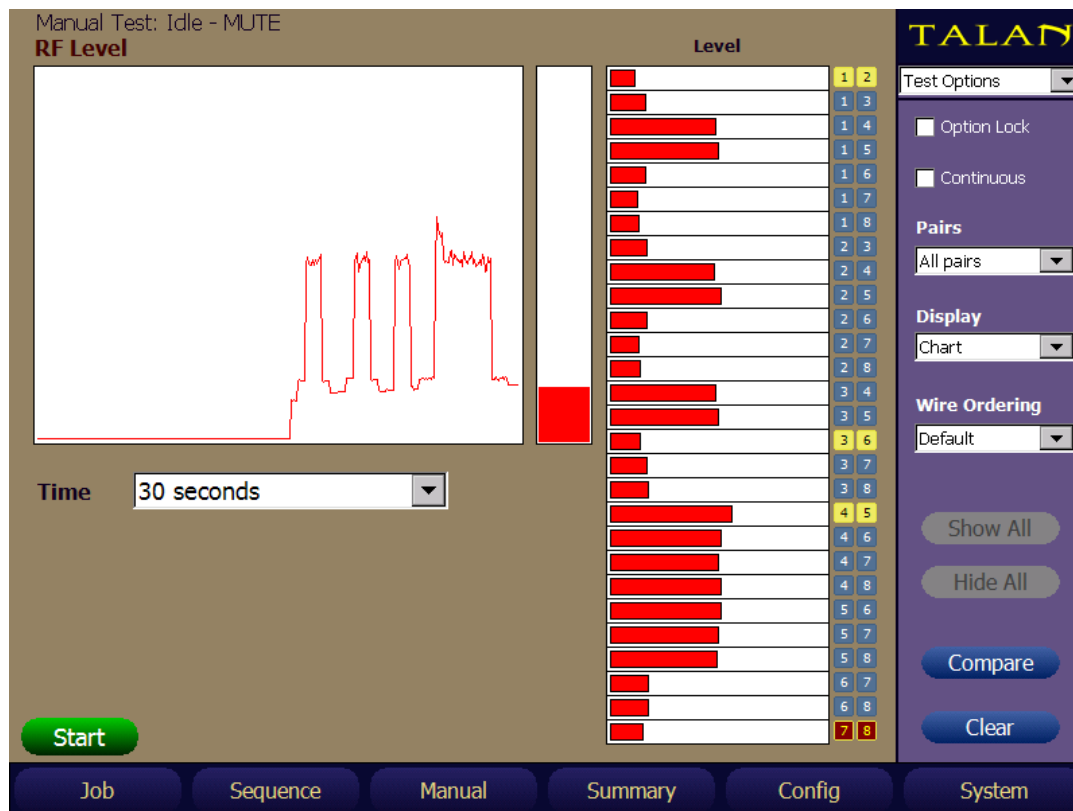 Manual Test: Idle - MUTE
RF Level
Level
TALAN
Test Options
Option Lock
Continuous
Pairs
All pairs
Display
Chart
Wire Ordering
Default
Show All
Hide All
Compare
Clear
1 2
1 3
1 4
1 5
1 6
1 7
1 8
2 3
2 4
2 5
2 6
2 7
2 8
3 4
3 5
3 6
3 7
3 8
4 5
4 6
4 7
4 8
5 6
5 7
5 8
6 7
6 8
7 8
Time 30 seconds
Start
Job Sequence Manual Summary Config System